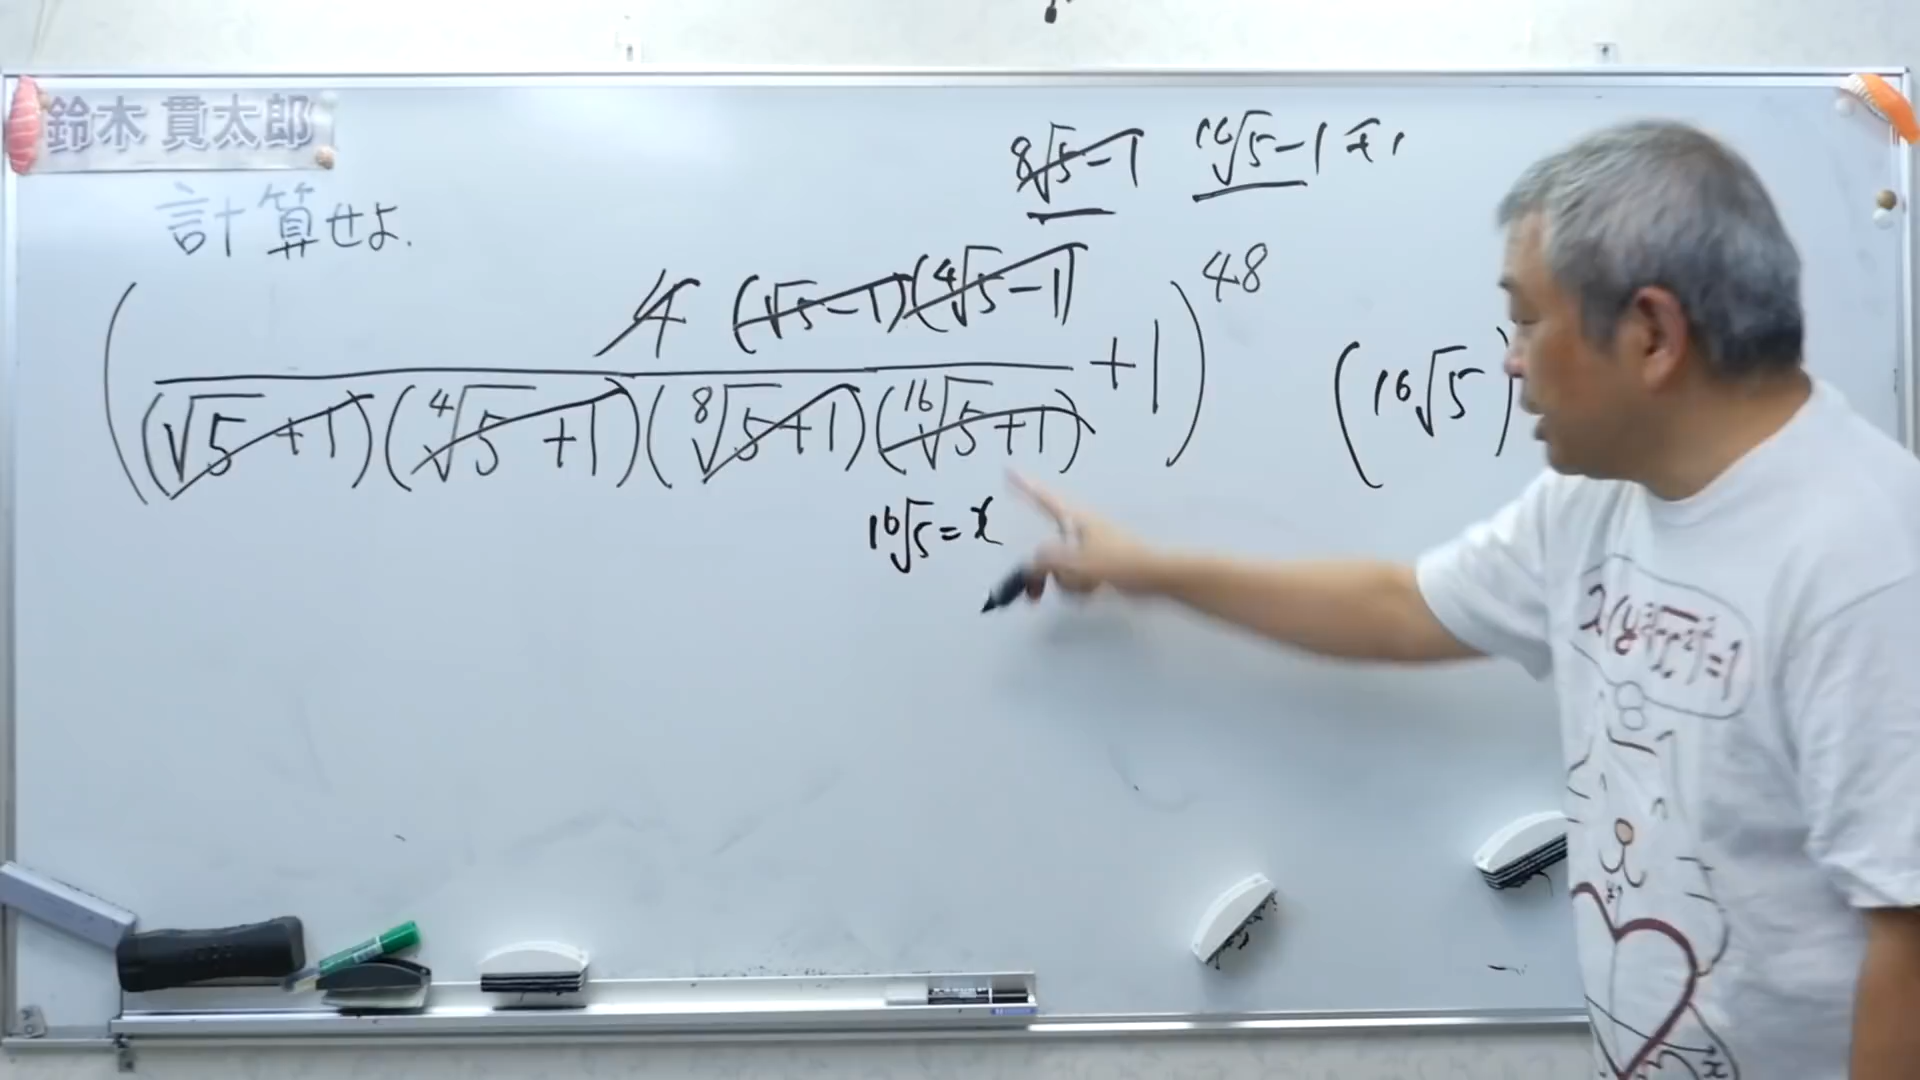 鈴木 貫太郎
計算せよ.
8√5-1 16√5-1 +1
4 (√5-1)(4√5-1)
(√5+1)(4√5+1)(8√5+1)(16√5+1) +1 48
(16√5)
16√5=x